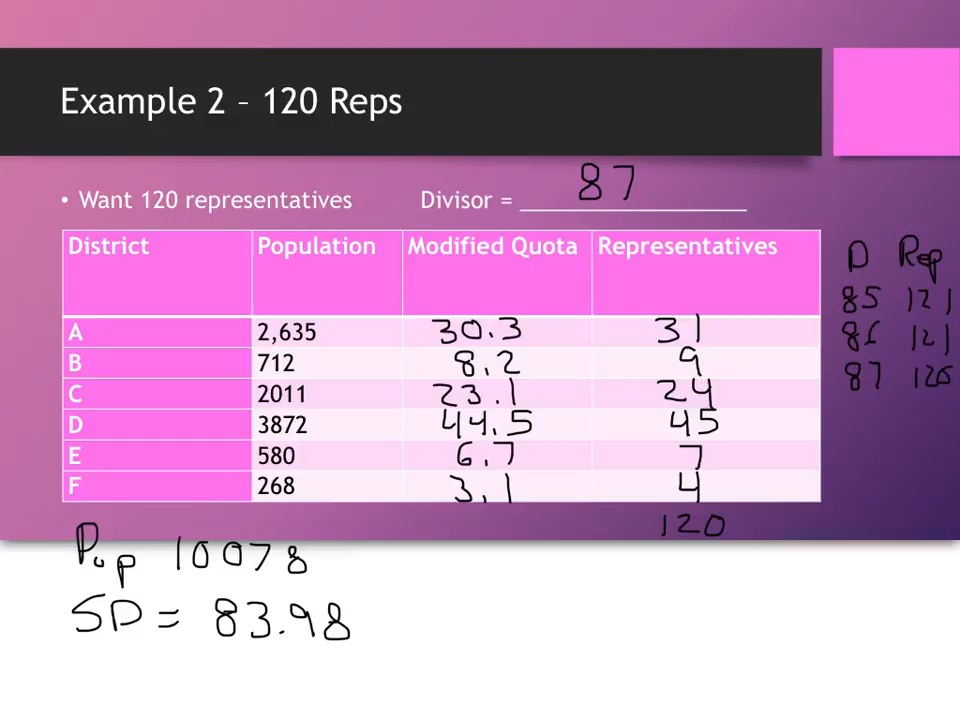 Example 2 – 120 Reps
• Want 120 representatives Divisor = 87
District Population Modified Quota Representatives
A 2,635 30.3 31
B 712 8.2 9
C 2011 23.1 24
D 3872 44.5 45
E 580 6.7 7
F 268 3.1 4
120
D Rep
85 121
86 121
87 120
Pop 10078
SD = 83.98